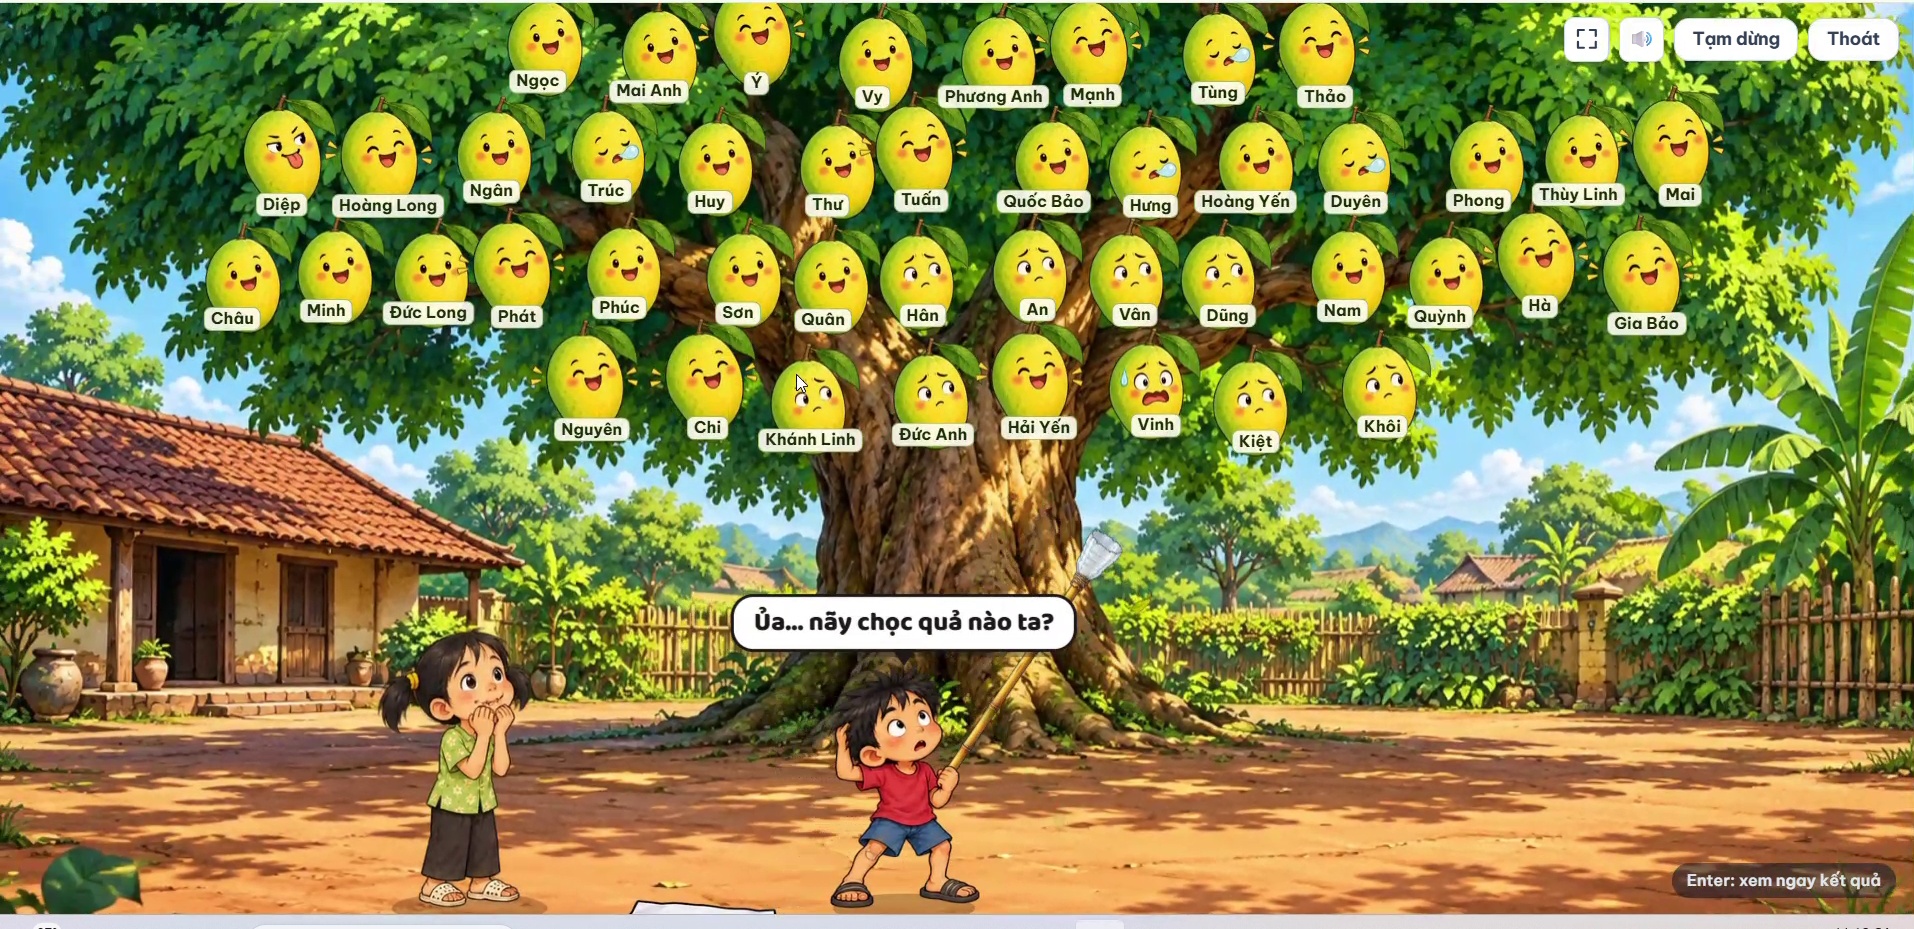 Tạm dừng
Thoát
Ngọc
Mai Anh
Ý
Vy
Phương Anh
Mạnh
Tùng
Thảo
Diệp
Hoàng Long
Ngân
Trúc
Huy
Thư
Tuấn
Quốc Bảo
Hưng
Hoàng Yến
Duyên
Phong
Thùy Linh
Mai
Châu
Minh
Đức Long
Phát
Phúc
Sơn
Quân
Hân
An
Vân
Dũng
Nam
Quỳnh
Hà
Gia Bảo
Nguyên
Chi
Khánh Linh
Đức Anh
Hải Yến
Vinh
Kiệt
Khôi
Ủa... nãy chọc quả nào ta?
Enter: xem ngay kết quả